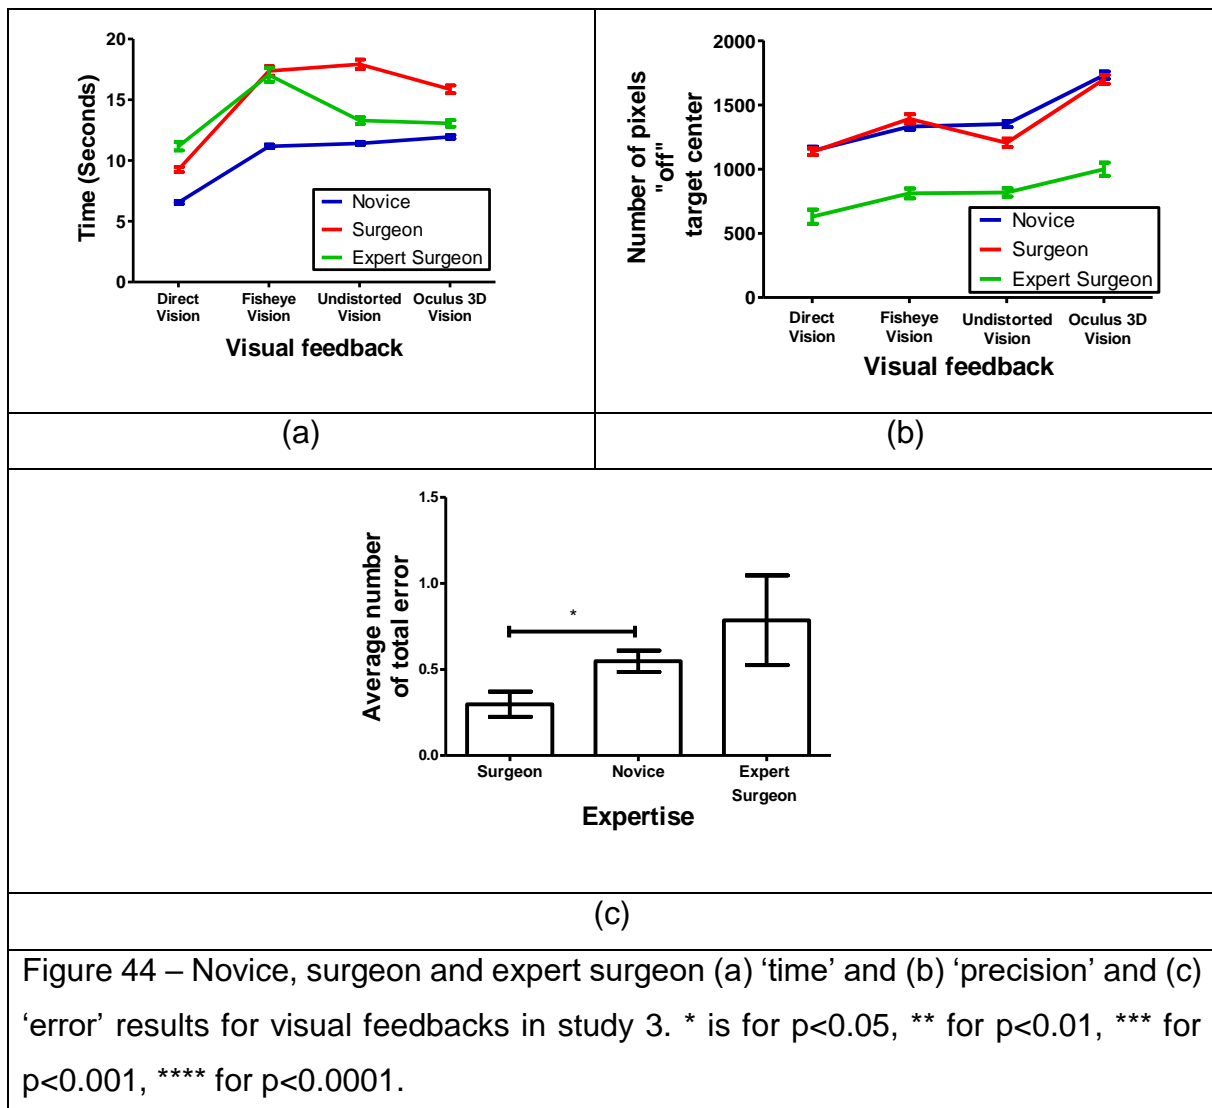 20
15
10
5
0
Time (Seconds)
Novice
Surgeon
Expert Surgeon
Direct Fisheye Undistorted Oculus 3D
Vision Vision Vision Vision
Visual feedback
2000
1500
1000
500
0
Number of pixels
"off"
target center
Novice
Surgeon
Expert Surgeon
Direct Fisheye Undistorted Oculus 3D
Vision Vision Vision Vision
Visual feedback
(a)
(b)
1.5
1.0
0.5
0.0
Average number
of total error
*
Surgeon Novice Expert
Surgeon
Expertise
(c)
Figure 44 – Novice, surgeon and expert surgeon (a) ‘time’ and (b) ‘precision’ and (c)
‘error’ results for visual feedbacks in study 3. * is for p<0.05, ** for p<0.01, *** for
p<0.001, **** for p<0.0001.